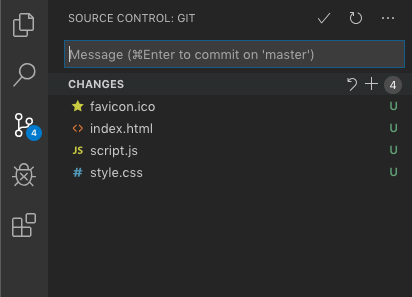 SOURCE CONTROL: GIT
Message (⌘Enter to commit on 'master')
CHANGES 4
favicon.ico U
<> index.html U
JS script.js U
# style.css U
4